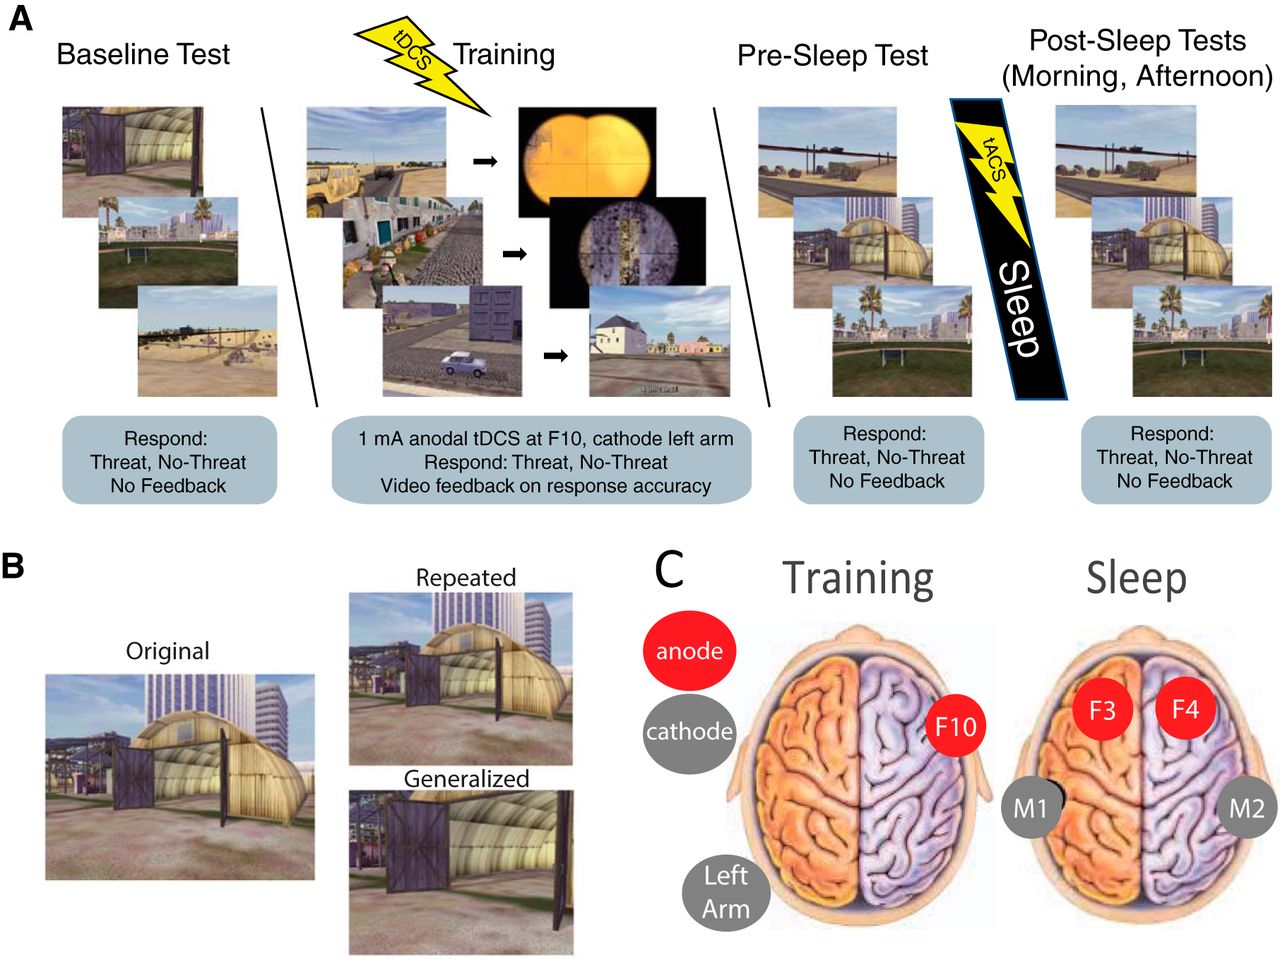 A
Baseline Test
tDCS
Training
Pre-Sleep Test
Post-Sleep Tests
(Morning, Afternoon)
tACS
Sleep
Respond:
Threat, No-Threat
No Feedback
1 mA anodal tDCS at F10, cathode left arm
Respond: Threat, No-Threat
Video feedback on response accuracy
Respond:
Threat, No-Threat
No Feedback
Respond:
Threat, No-Threat
No Feedback
B
Original
Repeated
Generalized
C
Training
Sleep
anode
cathode
F10
Left
Arm
F3
F4
M1
M2